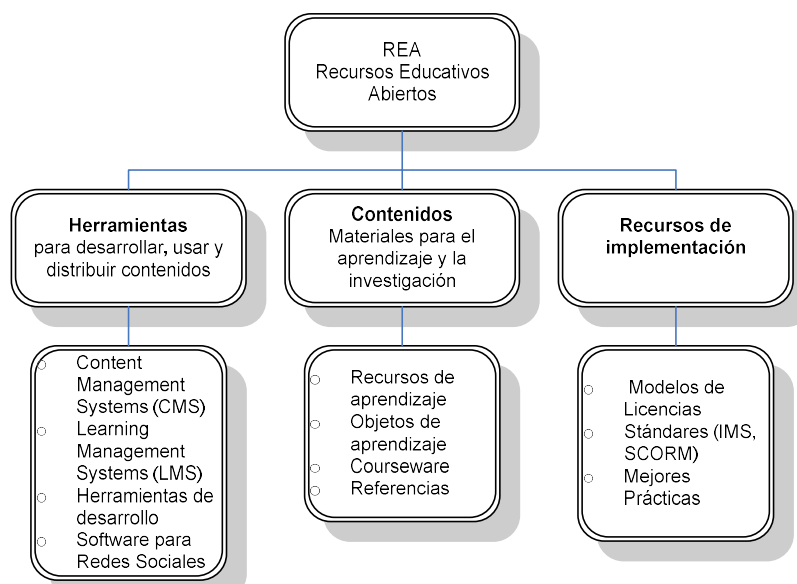 REA
Recursos Educativos
Abiertos
Herramientas
para desarrollar, usar y
distribuir contenidos
Contenidos
Materiales para el
aprendizaje y la
investigación
Recursos de
implementación
○ Content
Management
Systems (CMS)
○ Learning
Management
Systems (LMS)
○ Herramientas de
desarrollo
○ Software para
Redes Sociales
○ Recursos de
aprendizaje
○ Objetos de
aprendizaje
○ Courseware
○ Referencias
○ Modelos de
Licencias
○ Stándares (IMS,
SCORM)
○ Mejores
Prácticas